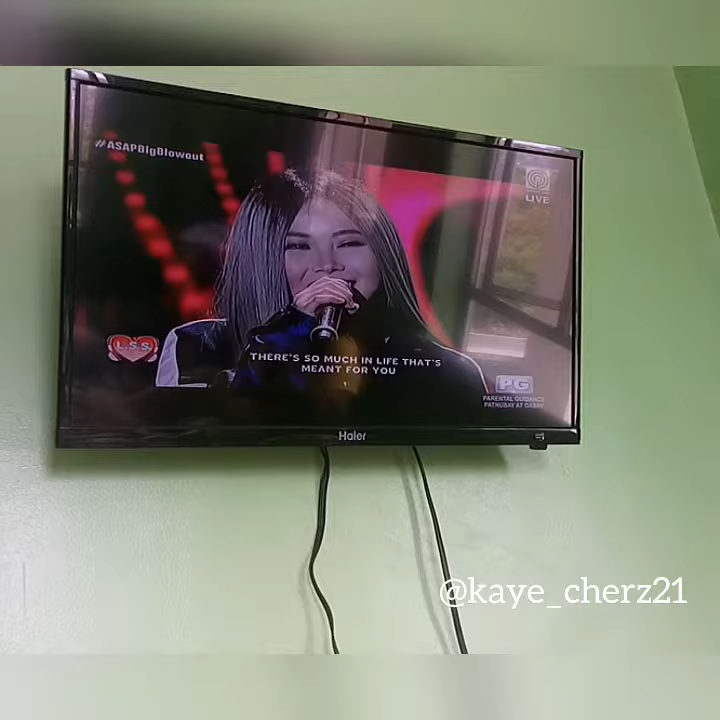 #ASAPBigBlowout
LIVE
L.S.S.
THERE'S SO MUCH IN LIFE THAT'S
MEANT FOR YOU
PG
PARENTAL GUIDANCE
PATNUBAY AT GABAY
Haier
@kaye_cherz21